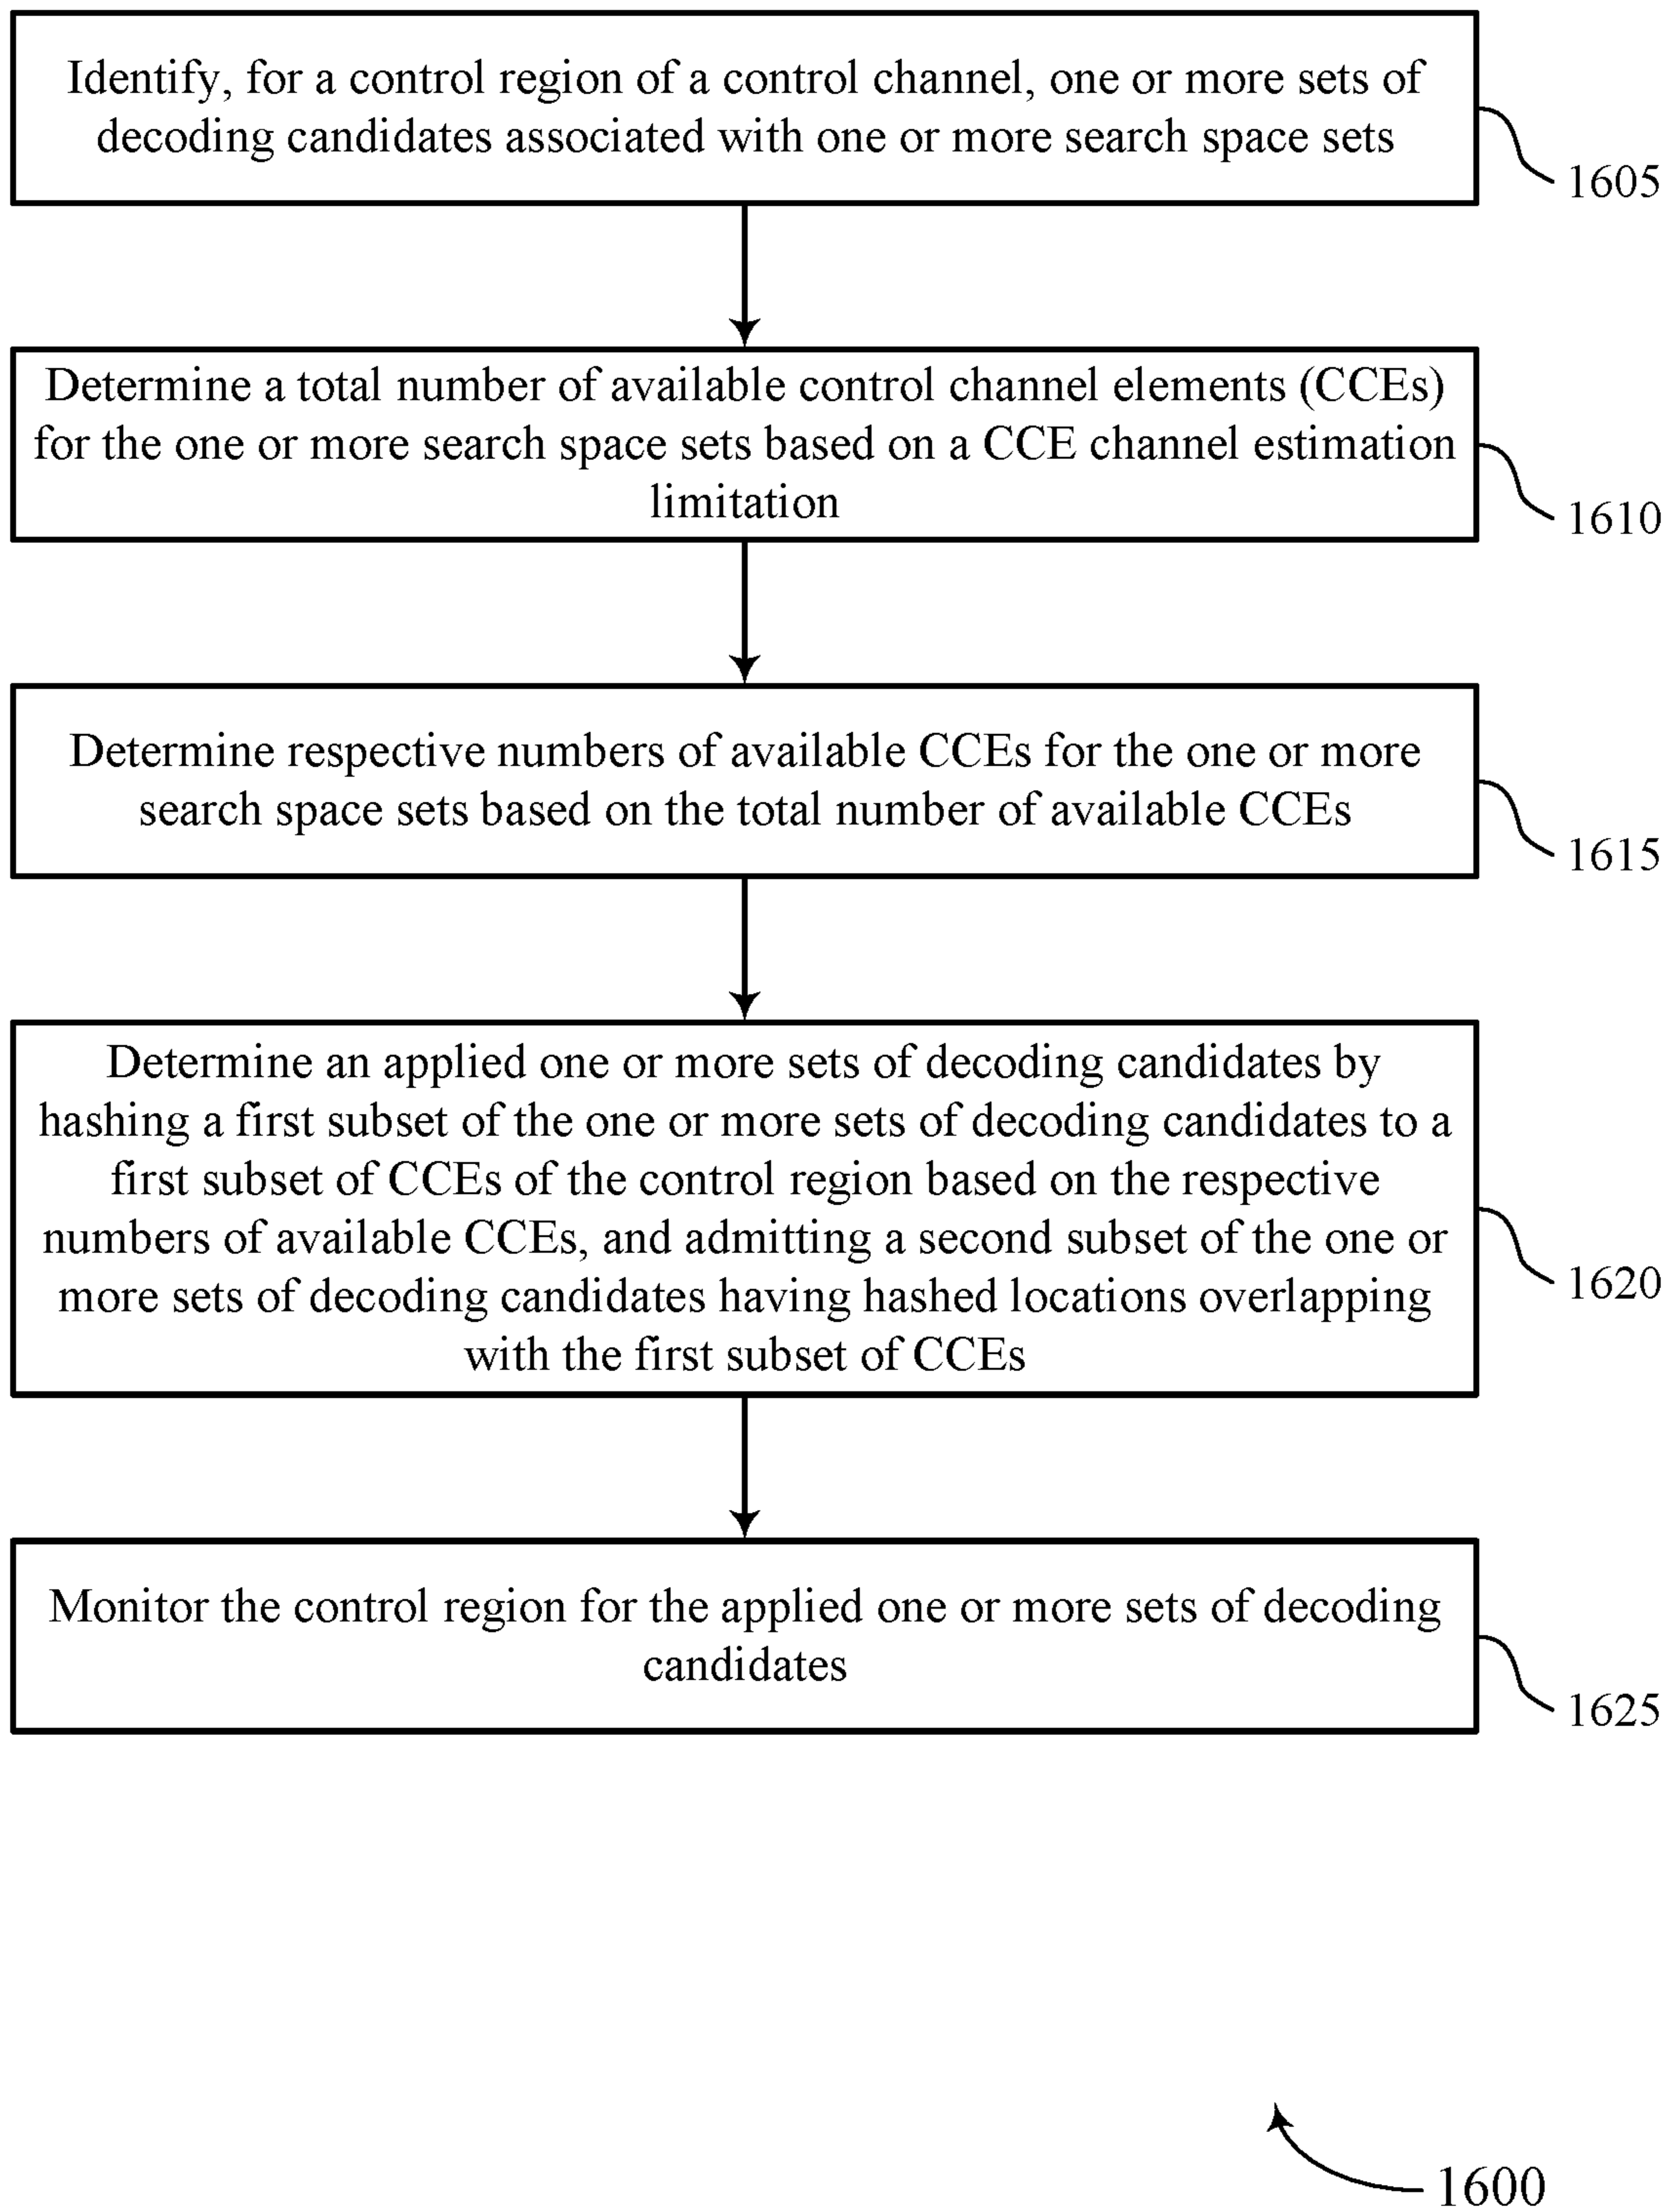 Identify, for a control region of a control channel, one or more sets of
decoding candidates associated with one or more search space sets
1605
Determine a total number of available control channel elements (CCEs)
for the one or more search space sets based on a CCE channel estimation
limitation
1610
Determine respective numbers of available CCEs for the one or more
search space sets based on the total number of available CCEs
1615
Determine an applied one or more sets of decoding candidates by
hashing a first subset of the one or more sets of decoding candidates to a
first subset of CCEs of the control region based on the respective
numbers of available CCEs, and admitting a second subset of the one or
more sets of decoding candidates having hashed locations overlapping
with the first subset of CCEs
1620
Monitor the control region for the applied one or more sets of decoding
candidates
1625
1600